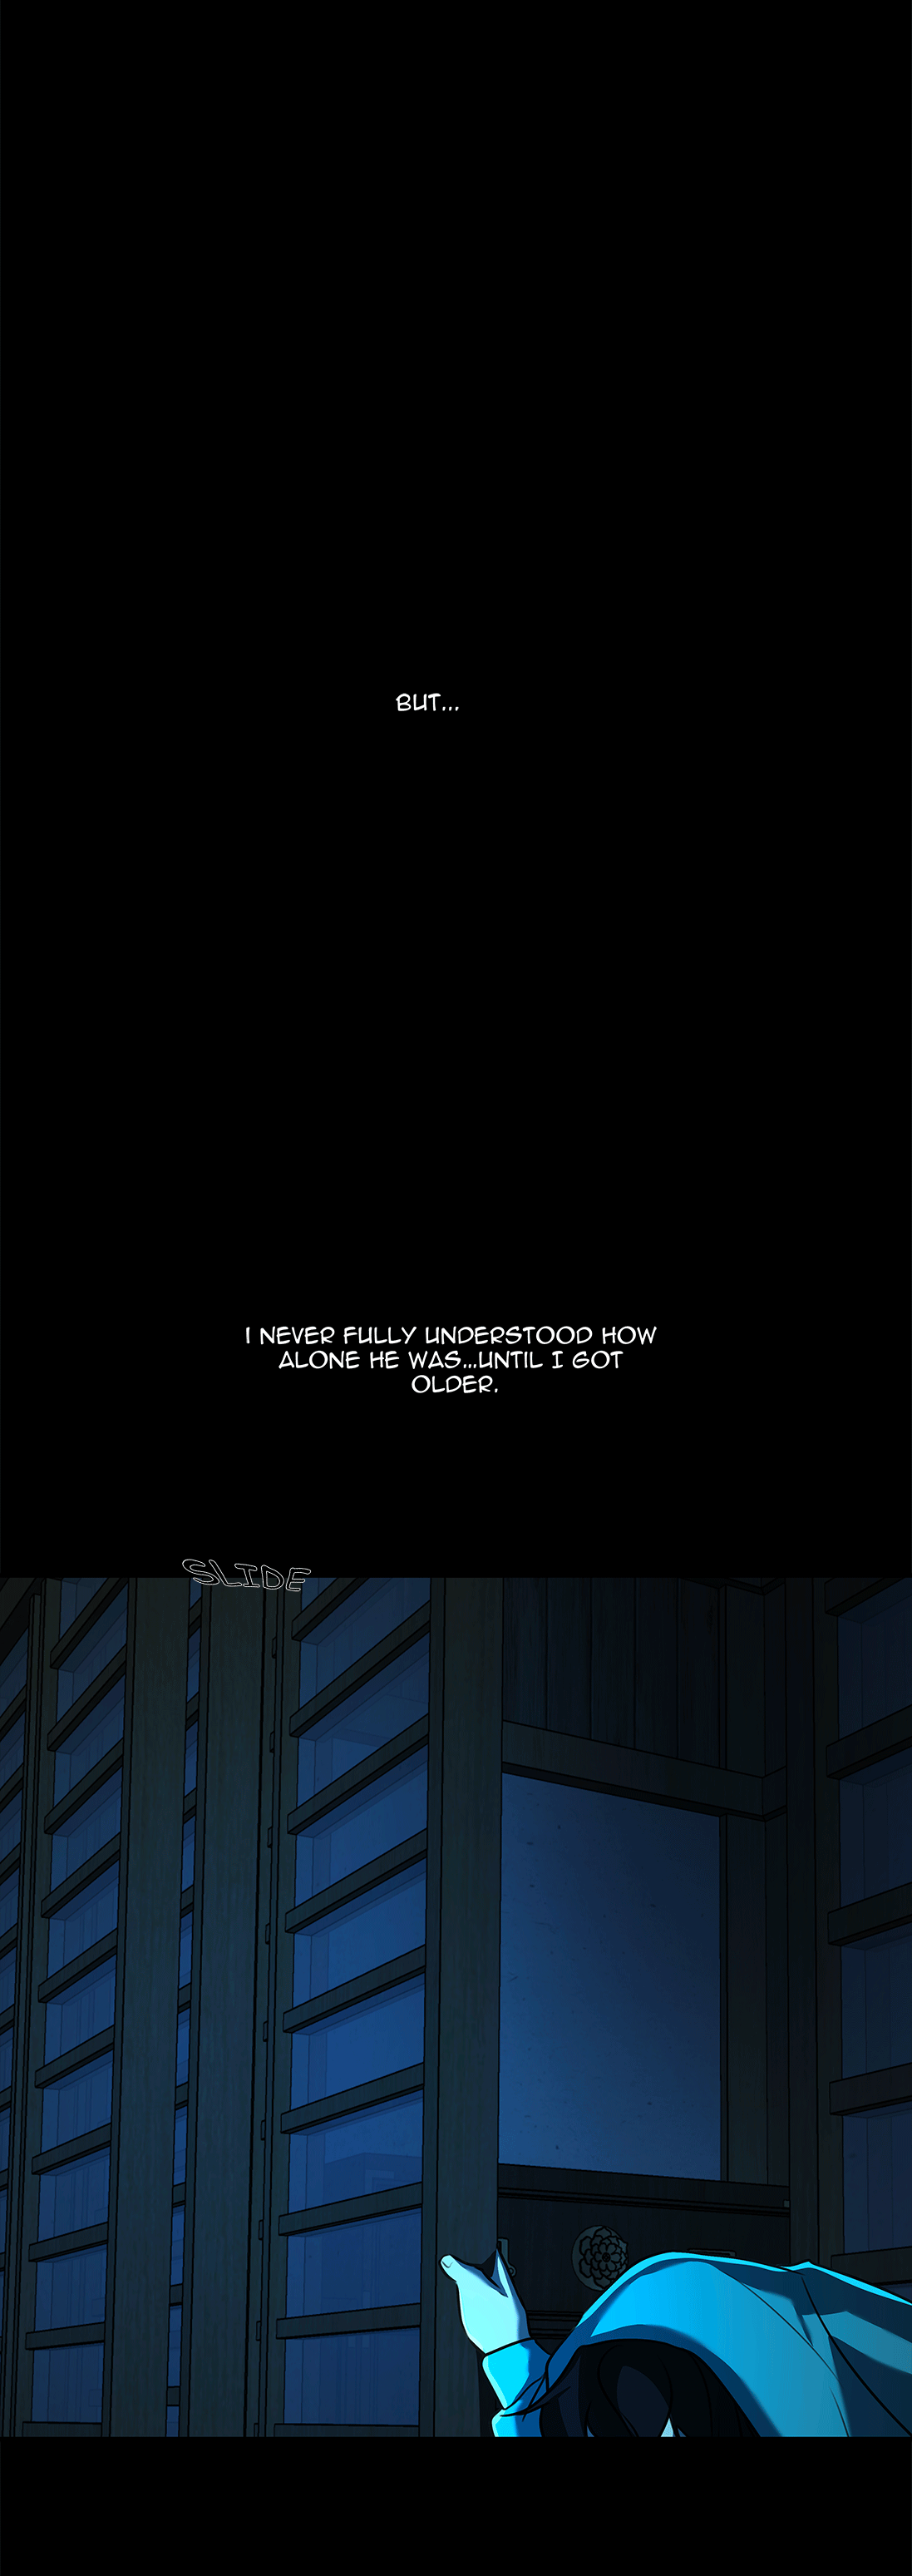 BUT...
I NEVER FULLY UNDERSTOOD HOW
ALONE HE WAS...UNTIL I GOT
OLDER.
SLIDE